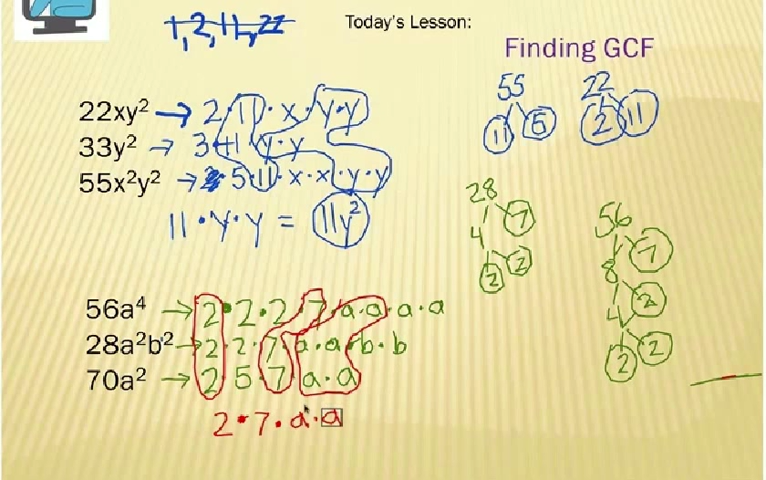 1, 2, 11, 22
Today's Lesson:
Finding GCF
22xy² → 2 · 11 · x · y · y
33y² → 3 · 11 · y · y
55x²y² → 5 · 11 · x · x · y · y
11 · y · y = 11y²
55
11 5
22
2 11
28
4 7
2 2
56
8 7
4 2
2 2
56a⁴ → 2 · 2 · 2 · 7 · a · a · a · a
28a²b² → 2 · 2 · 7 · a · a · b · b
70a² → 2 · 5 · 7 · a · a
2 · 7 · a · a